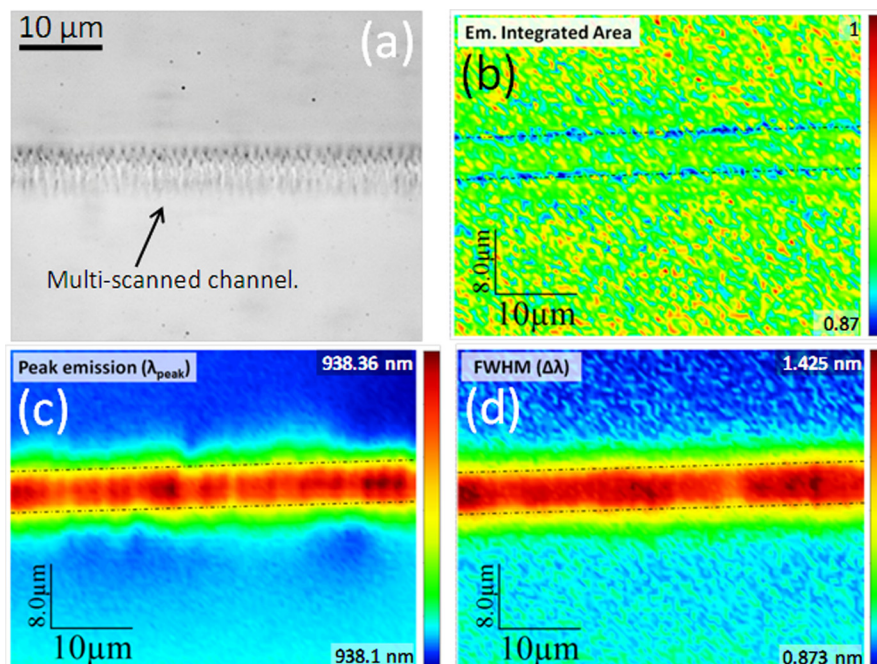 10 µm
(a)
Multi-scanned channel.
Em. Integrated Area
1
(b)
8.0µm
10µm
0.87
Peak emission (λpeak)
938.36 nm
(c)
8.0µm
10µm
938.1 nm
FWHM (Δλ)
1.425 nm
(d)
8.0µm
10µm
0.873 nm